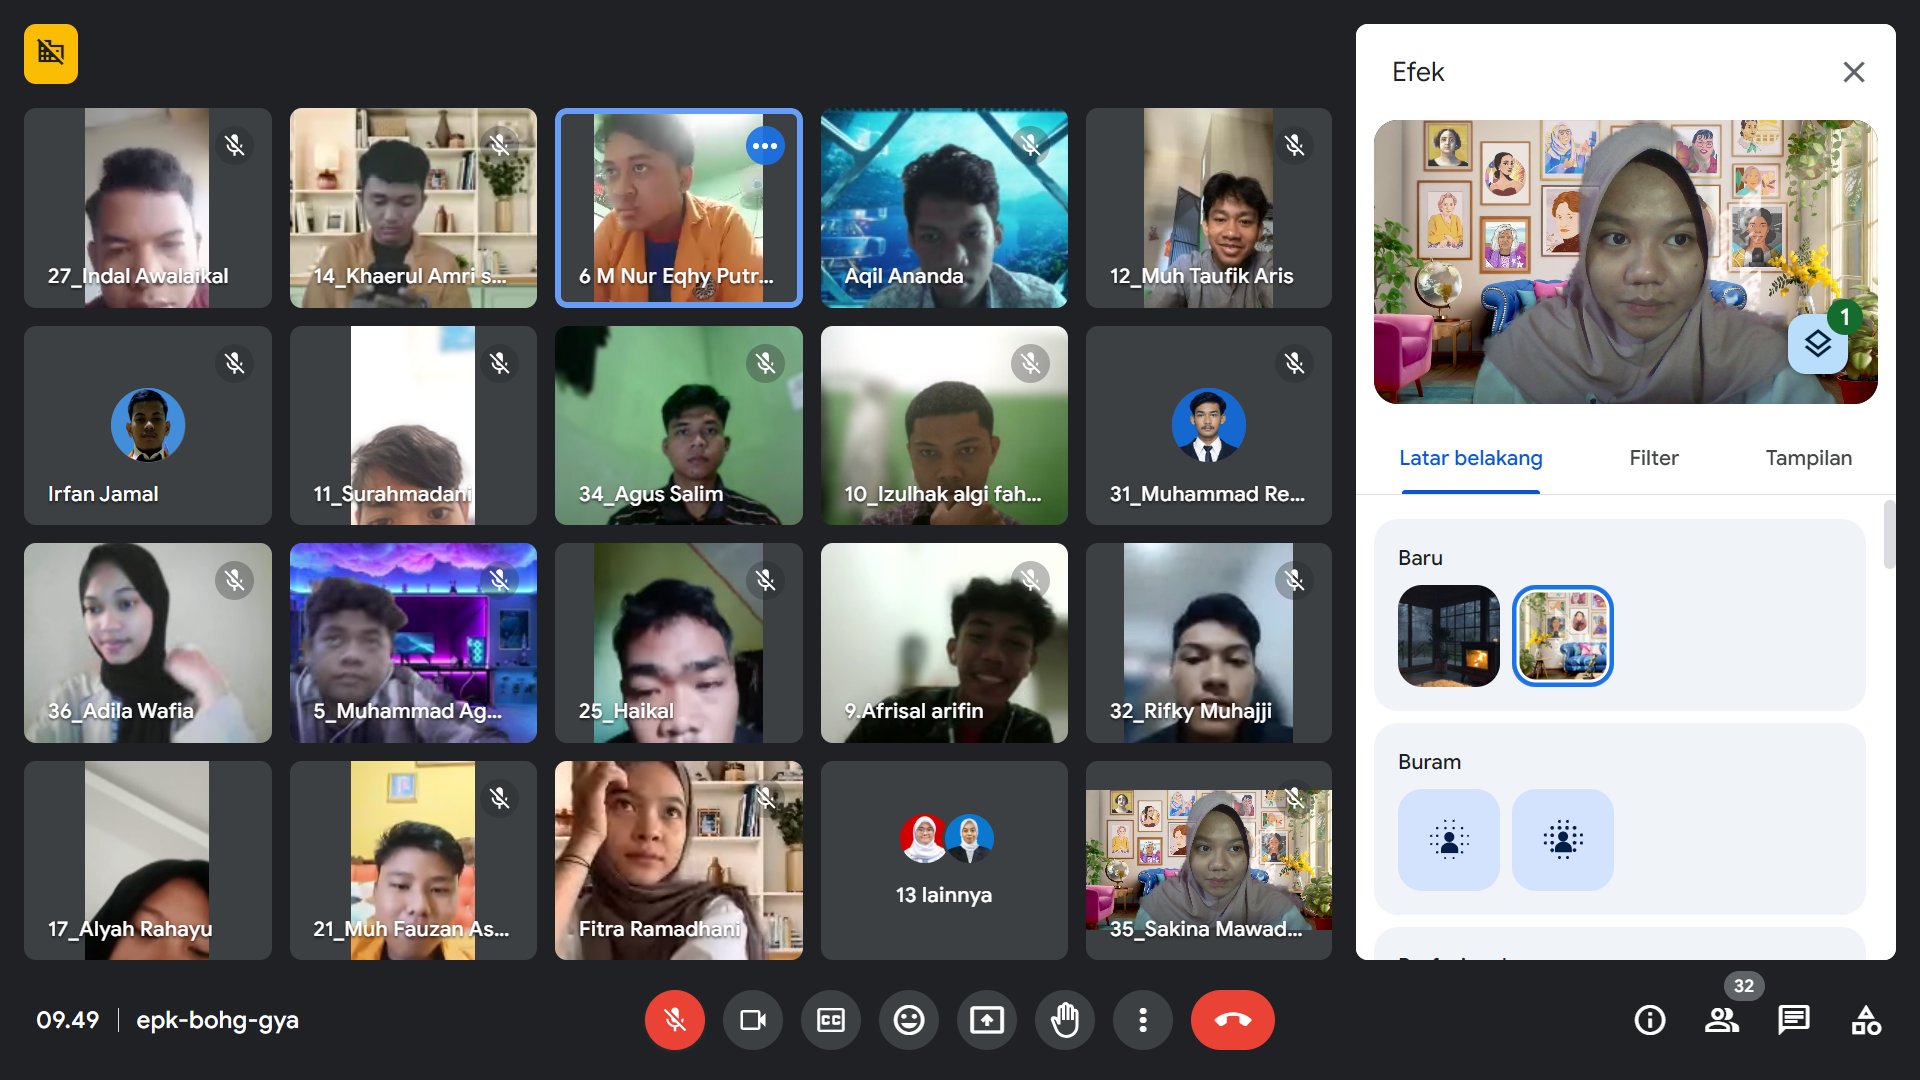 Efek
27_Indal Awalaikal
14_Khaerul Amri s...
6 M Nur Eqhy Putr...
Aqil Ananda
12_Muh Taufik Aris
1
Latar belakang
Filter
Tampilan
Irfan Jamal
11_Surahmadani
34_Agus Salim
10_Izulhak algi fah...
31_Muhammad Re...
Baru
36_Adila Wafia
5_Muhammad Ag...
25_Haikal
9.Afrisal arifin
32_Rifky Muhajji
Buram
17_Alyah Rahayu
21_Muh Fauzan As...
Fitra Ramadhani
13 lainnya
35_Sakina Mawad...
09.49
epk-bohg-gya
CC
32